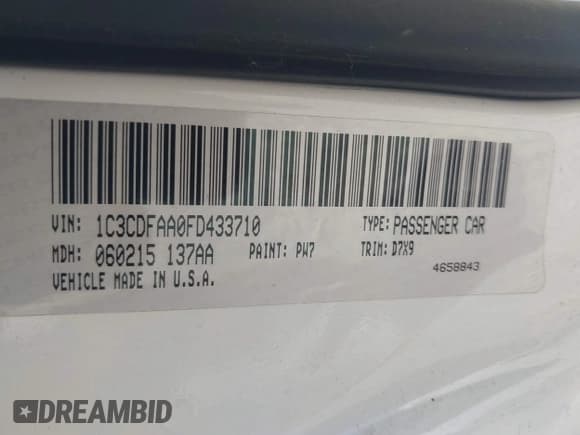 VIN: 1C3CDFAA0FD433710 TYPE: PASSENGER CAR
MDH: 060215 137AA PAINT: PW7 TRIM: D7X9
VEHICLE MADE IN U.S.A. 4658843
DREAMBID